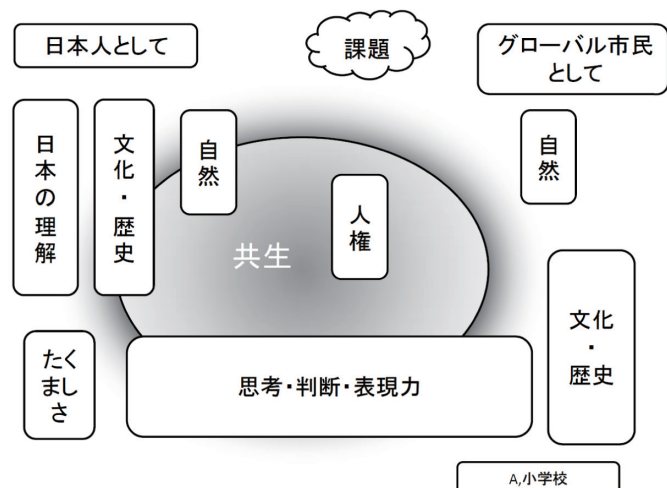 日本人として
課題
グローバル市民
として
日本の理解
文化・歴史
自然
人権
自然
共生
文化・歴史
たく
ましさ
思考・判断・表現力
A,小学校